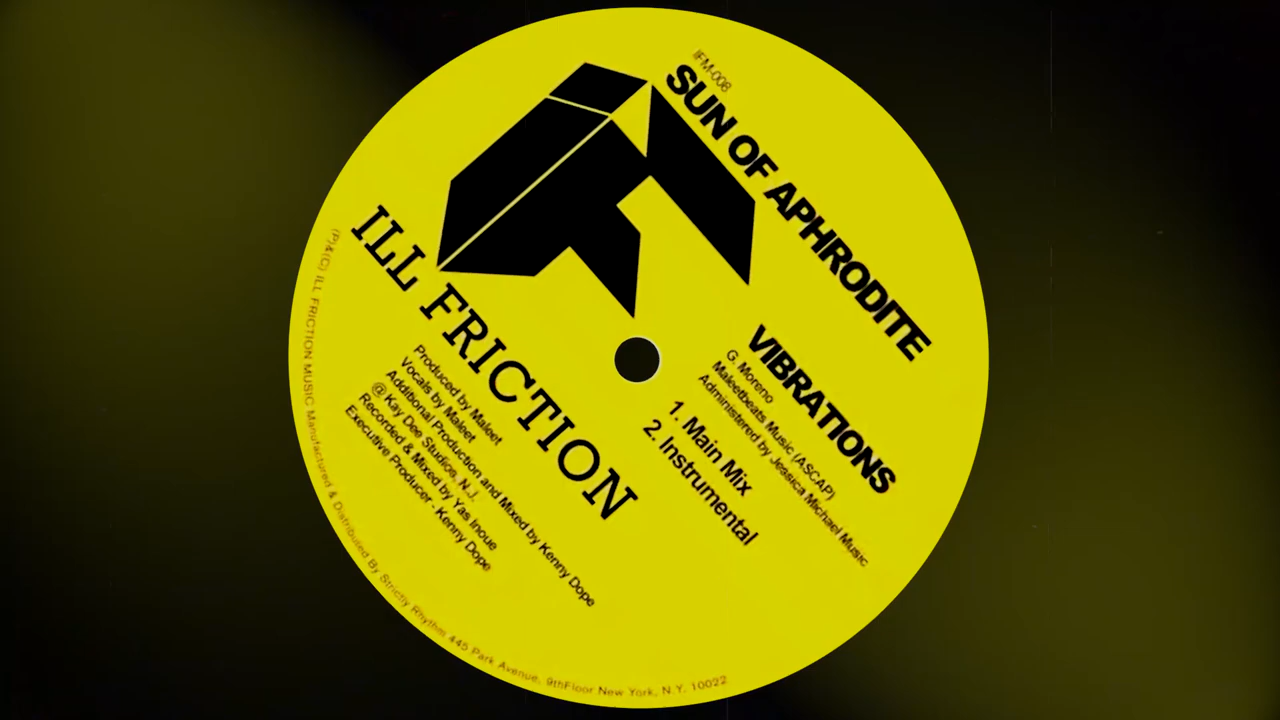 IFM-008
SUN OF APHRODITE
ILL FRICTION
VIBRATIONS
G. Moreno
Maleetbeats Music (ASCAP)
Administered by Jessica Michael Music
1. Main Mix
2. Instrumental
Produced by Maleet
Vocals by Maleet
Additional Production and Mixed by Kenny Dope
@ Kay Dee Studios, N.J.
Recorded & Mixed by Yas Inoue
Executive Producer - Kenny Dope
(P)&(C) ILL FRICTION MUSIC Manufactured & Distributed By Strictly Rhythm 445 Park Avenue, 9thFloor New York, N.Y. 10022